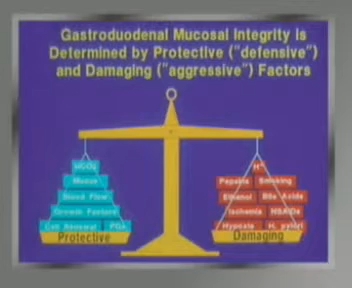 Gastroduodenal Mucosal Integrity is
Determined by Protective ("defensive")
and Damaging ("aggressive") Factors
HCO3
Mucus
Blood Flow
Growth Factors
Cell Renewal PGs
Protective
H+
Pepsin Smoking
Ethanol Bile Acids
Ischemia NSAIDs
Hypoxia H. pylori
Damaging